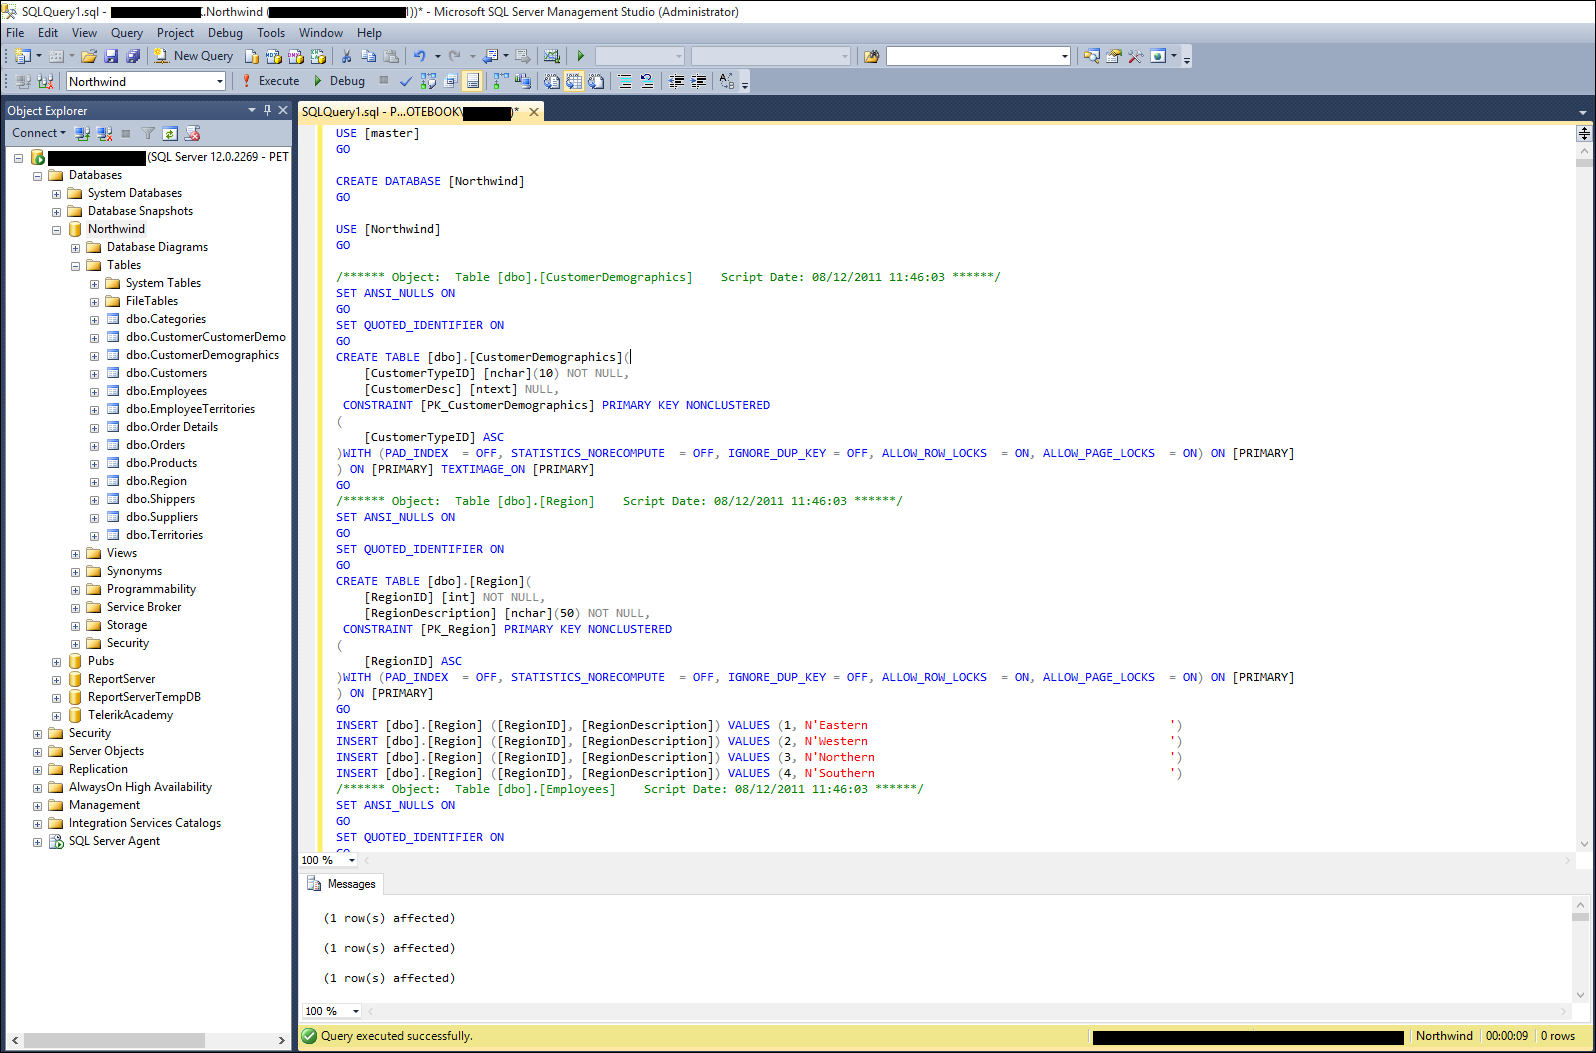 SQLQuery1.sql - .Northwind ( ))* - Microsoft SQL Server Management Studio (Administrator)
File Edit View Query Project Debug Tools Window Help
New Query
Northwind Execute Debug
Object Explorer
Connect
(SQL Server 12.0.2269 - PET
Databases
System Databases
Database Snapshots
Northwind
Database Diagrams
Tables
System Tables
FileTables
dbo.Categories
dbo.CustomerCustomerDemo
dbo.CustomerDemographics
dbo.Customers
dbo.Employees
dbo.EmployeeTerritories
dbo.Order Details
dbo.Orders
dbo.Products
dbo.Region
dbo.Shippers
dbo.Suppliers
dbo.Territories
Views
Synonyms
Programmability
Service Broker
Storage
Security
Pubs
ReportServer
ReportServerTempDB
TelerikAcademy
Security
Server Objects
Replication
AlwaysOn High Availability
Management
Integration Services Catalogs
SQL Server Agent
SQLQuery1.sql - P...OTEBOOK\ )*
USE [master]
GO
CREATE DATABASE [Northwind]
GO
USE [Northwind]
GO
/****** Object:  Table [dbo].[CustomerDemographics]    Script Date: 08/12/2011 11:46:03 ******/
SET ANSI_NULLS ON
GO
SET QUOTED_IDENTIFIER ON
GO
CREATE TABLE [dbo].[CustomerDemographics](
[CustomerTypeID] [nchar](10) NOT NULL,
[CustomerDesc] [ntext] NULL,
CONSTRAINT [PK_CustomerDemographics] PRIMARY KEY NONCLUSTERED
(
[CustomerTypeID] ASC
)WITH (PAD_INDEX  = OFF, STATISTICS_NORECOMPUTE  = OFF, IGNORE_DUP_KEY = OFF, ALLOW_ROW_LOCKS  = ON, ALLOW_PAGE_LOCKS  = ON) ON [PRIMARY]
) ON [PRIMARY] TEXTIMAGE_ON [PRIMARY]
GO
/****** Object:  Table [dbo].[Region]    Script Date: 08/12/2011 11:46:03 ******/
SET ANSI_NULLS ON
GO
SET QUOTED_IDENTIFIER ON
GO
CREATE TABLE [dbo].[Region](
[RegionID] [int] NOT NULL,
[RegionDescription] [nchar](50) NOT NULL,
CONSTRAINT [PK_Region] PRIMARY KEY NONCLUSTERED
(
[RegionID] ASC
)WITH (PAD_INDEX  = OFF, STATISTICS_NORECOMPUTE  = OFF, IGNORE_DUP_KEY = OFF, ALLOW_ROW_LOCKS  = ON, ALLOW_PAGE_LOCKS  = ON) ON [PRIMARY]
) ON [PRIMARY]
GO
INSERT [dbo].[Region] ([RegionID], [RegionDescription]) VALUES (1, N'Eastern                                           ')
INSERT [dbo].[Region] ([RegionID], [RegionDescription]) VALUES (2, N'Western                                           ')
INSERT [dbo].[Region] ([RegionID], [RegionDescription]) VALUES (3, N'Northern                                          ')
INSERT [dbo].[Region] ([RegionID], [RegionDescription]) VALUES (4, N'Southern                                          ')
/****** Object:  Table [dbo].[Employees]    Script Date: 08/12/2011 11:46:03 ******/
SET ANSI_NULLS ON
GO
SET QUOTED_IDENTIFIER ON
GO
100 %
Messages
(1 row(s) affected)
(1 row(s) affected)
(1 row(s) affected)
100 %
Query executed successfully. Northwind 00:00:09 0 rows